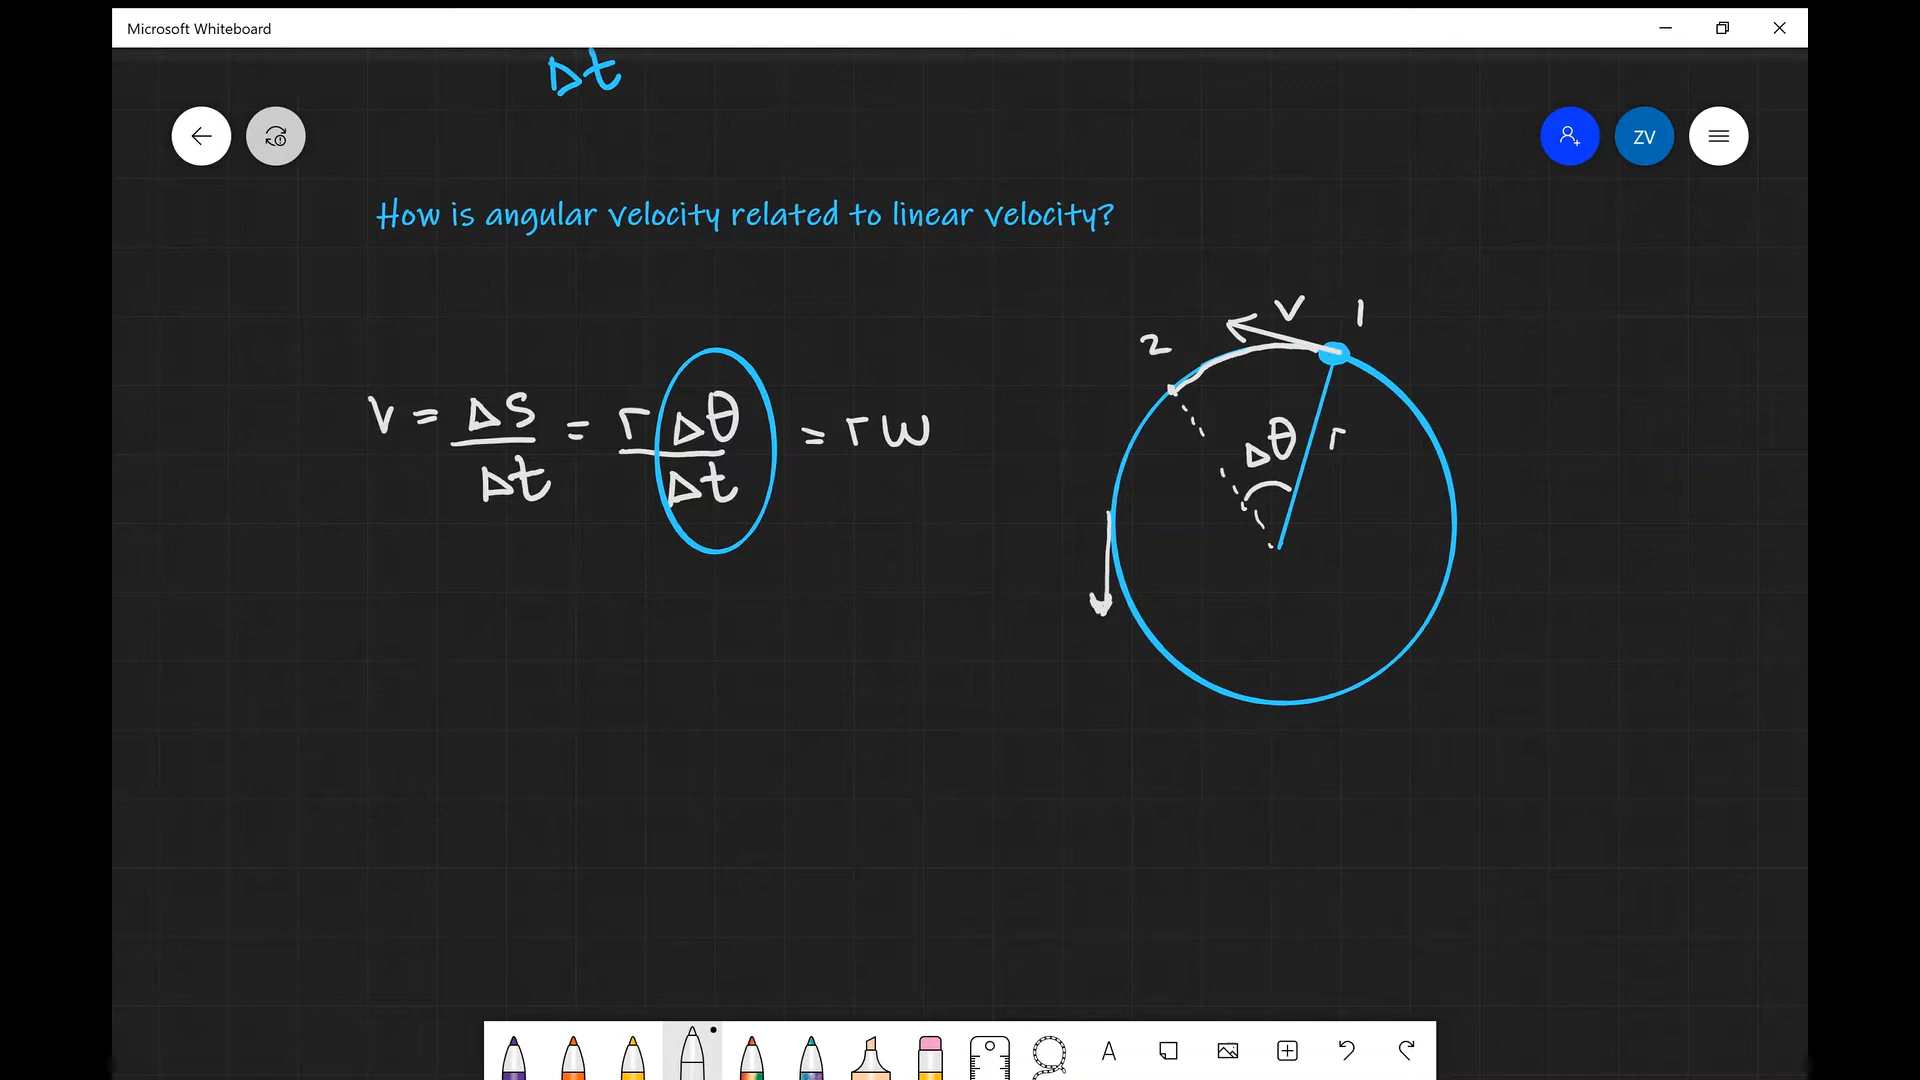 Microsoft Whiteboard
Δt
ZV
How is angular velocity related to linear velocity?
v = Δs/Δt = rΔθ/Δt = rω
v
1
2
Δθ
r
A